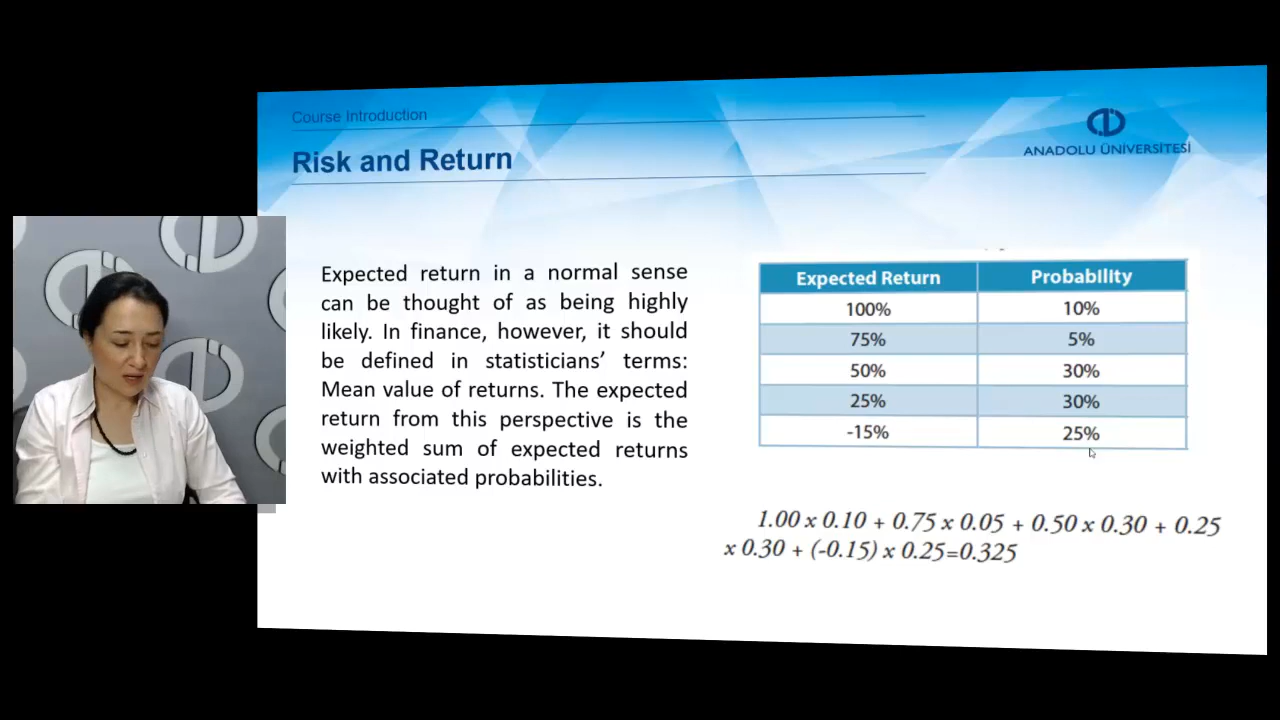 Course Introduction
Risk and Return
ANADOLU ÜNİVERSİTESİ
Expected return in a normal sense
can be thought of as being highly
likely. In finance, however, it should
be defined in statisticians’ terms:
Mean value of returns. The expected
return from this perspective is the
weighted sum of expected returns
with associated probabilities.
Expected Return Probability
100% 10%
75% 5%
50% 30%
25% 30%
-15% 25%
1.00 x 0.10 + 0.75 x 0.05 + 0.50 x 0.30 + 0.25
x 0.30 + (-0.15) x 0.25=0.325